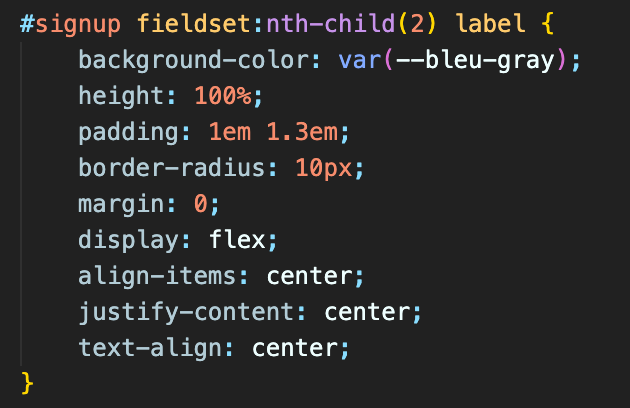 #signup fieldset:nth-child(2) label {
background-color: var(--bleu-gray);
height: 100%;
padding: 1em 1.3em;
border-radius: 10px;
margin: 0;
display: flex;
align-items: center;
justify-content: center;
text-align: center;
}